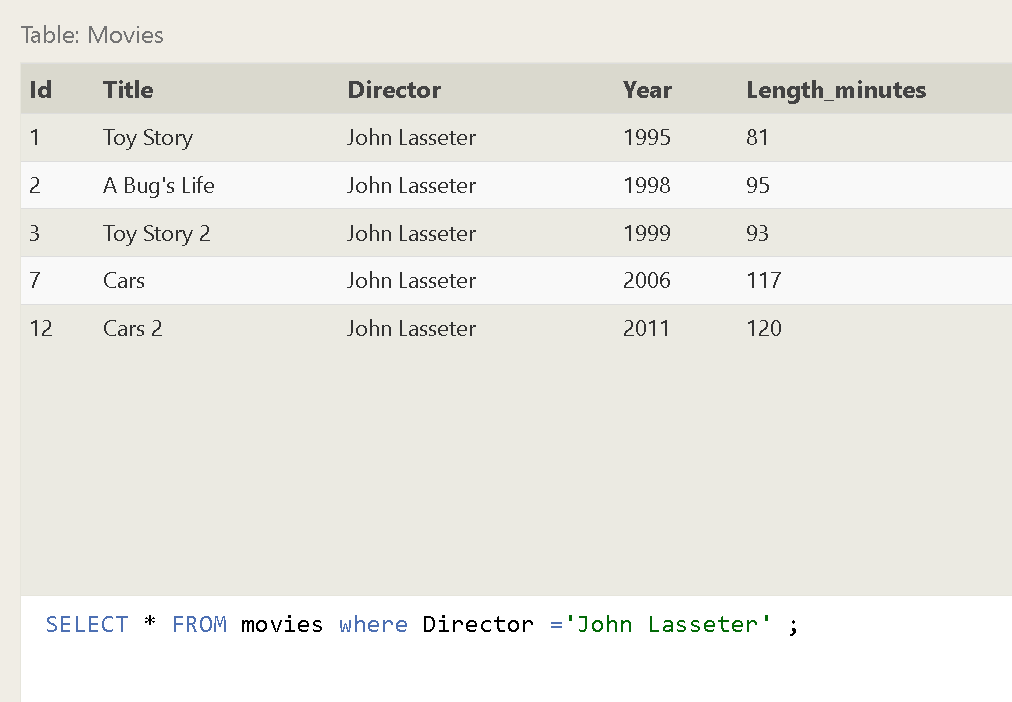 Table: Movies
Id Title Director Year Length_minutes
1 Toy Story John Lasseter 1995 81
2 A Bug's Life John Lasseter 1998 95
3 Toy Story 2 John Lasseter 1999 93
7 Cars John Lasseter 2006 117
12 Cars 2 John Lasseter 2011 120
SELECT * FROM movies where Director ='John Lasseter' ;